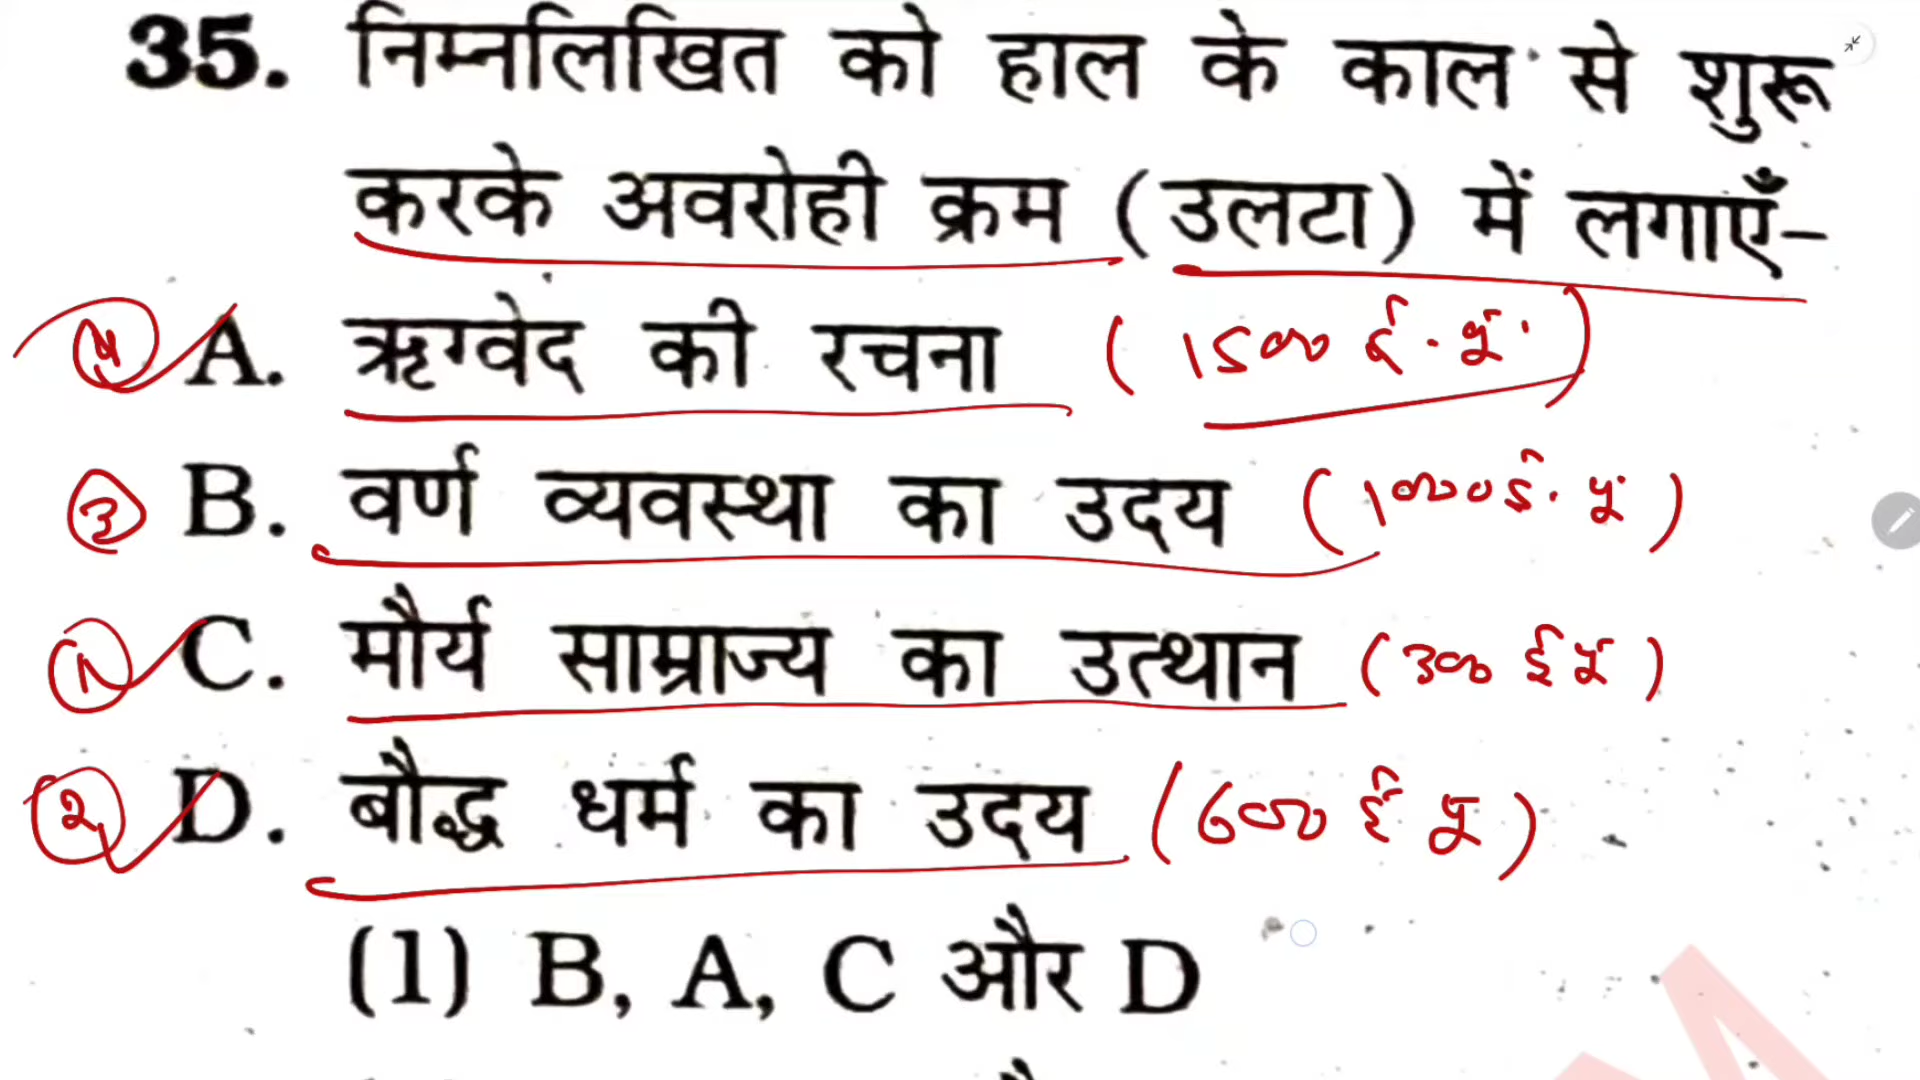 35. निम्नलिखित को हाल के काल से शुरू
करके अवरोही क्रम (उलटा) में लगाएँ–
4 A. ऋग्वेद की रचना (1500 ई.पू.)
3 B. वर्ण व्यवस्था का उदय (1000 ई.पू.)
1 C. मौर्य साम्राज्य का उत्थान (300 ई पू)
2 D. बौद्ध धर्म का उदय (600 ई पू)
(1) B, A, C और D